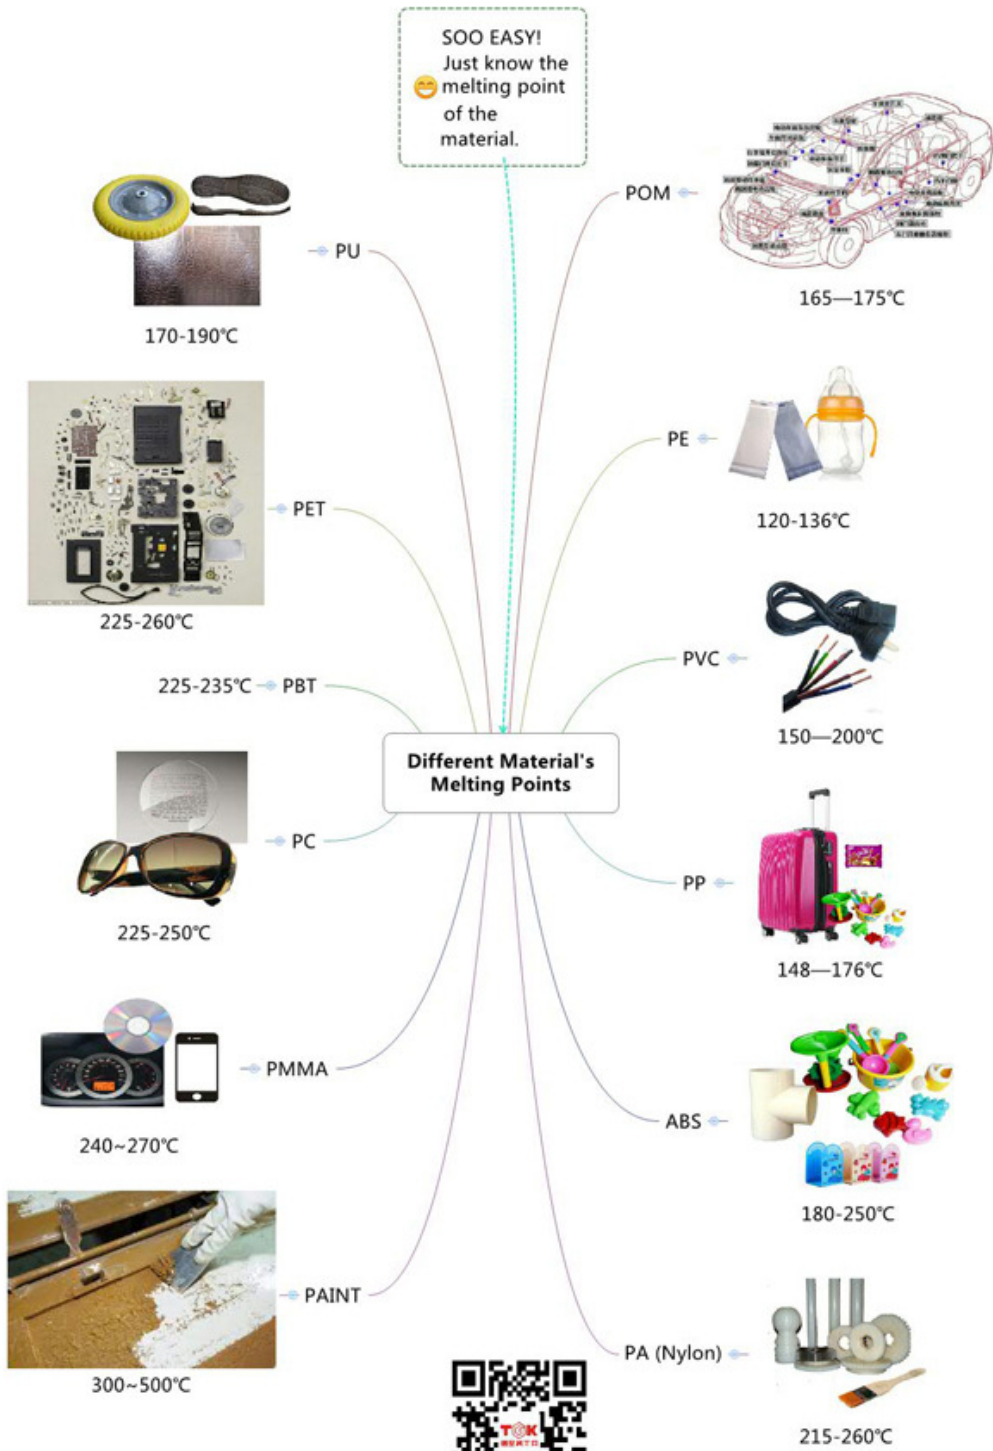 SOO EASY!
Just know the
melting point
of the
material.
POM
165—175℃
PU
170-190℃
PE
120-136℃
PET
225-260℃
PVC
150—200℃
225-235℃
PBT
Different Material's
Melting Points
PC
225-250℃
PP
148—176℃
PMMA
240~270℃
ABS
180-250℃
PAINT
300~500℃
PA (Nylon)
215-260℃
TGK